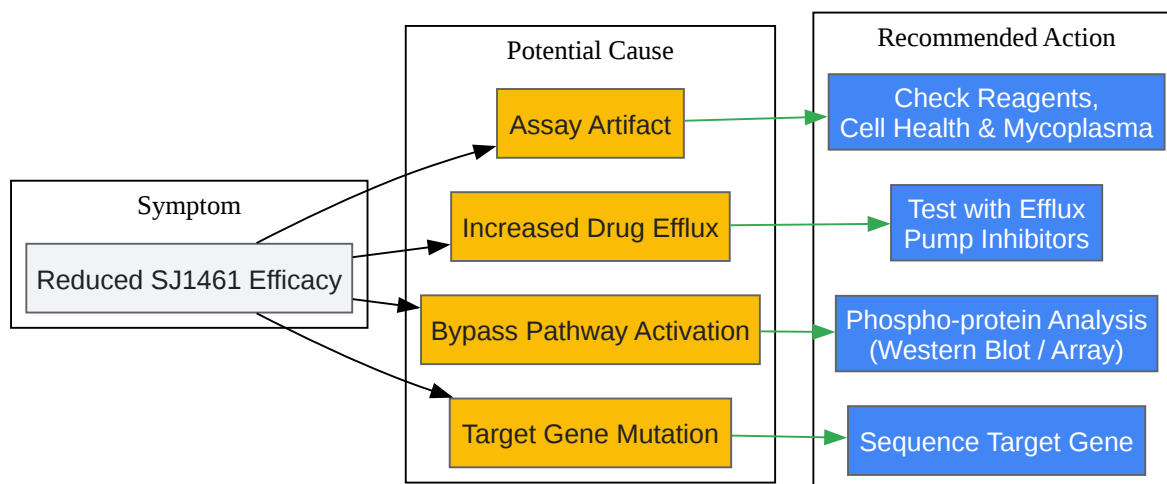 Symptom
Reduced SJ1461 Efficacy
Potential Cause
Assay Artifact
Increased Drug Efflux
Bypass Pathway Activation
Target Gene Mutation
Recommended Action
Check Reagents,
Cell Health & Mycoplasma
Test with Efflux
Pump Inhibitors
Phospho-protein Analysis
(Western Blot / Array)
Sequence Target Gene